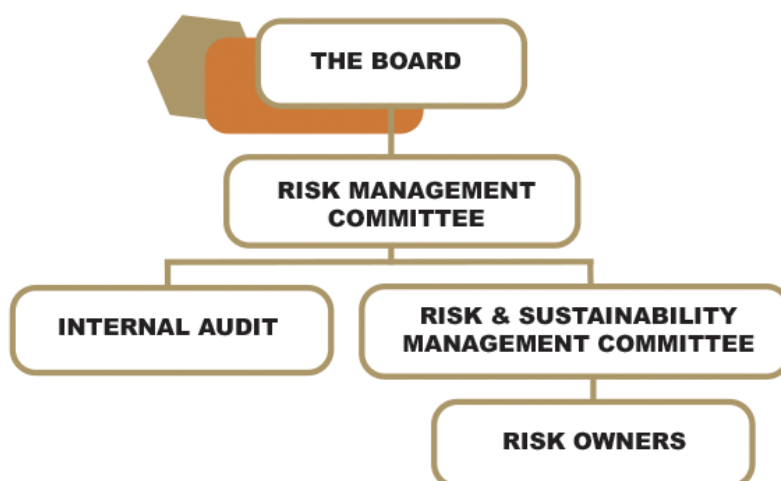 THE BOARD
RISK MANAGEMENT
COMMITTEE
INTERNAL AUDIT
RISK & SUSTAINABILITY
MANAGEMENT COMMITTEE
RISK OWNERS